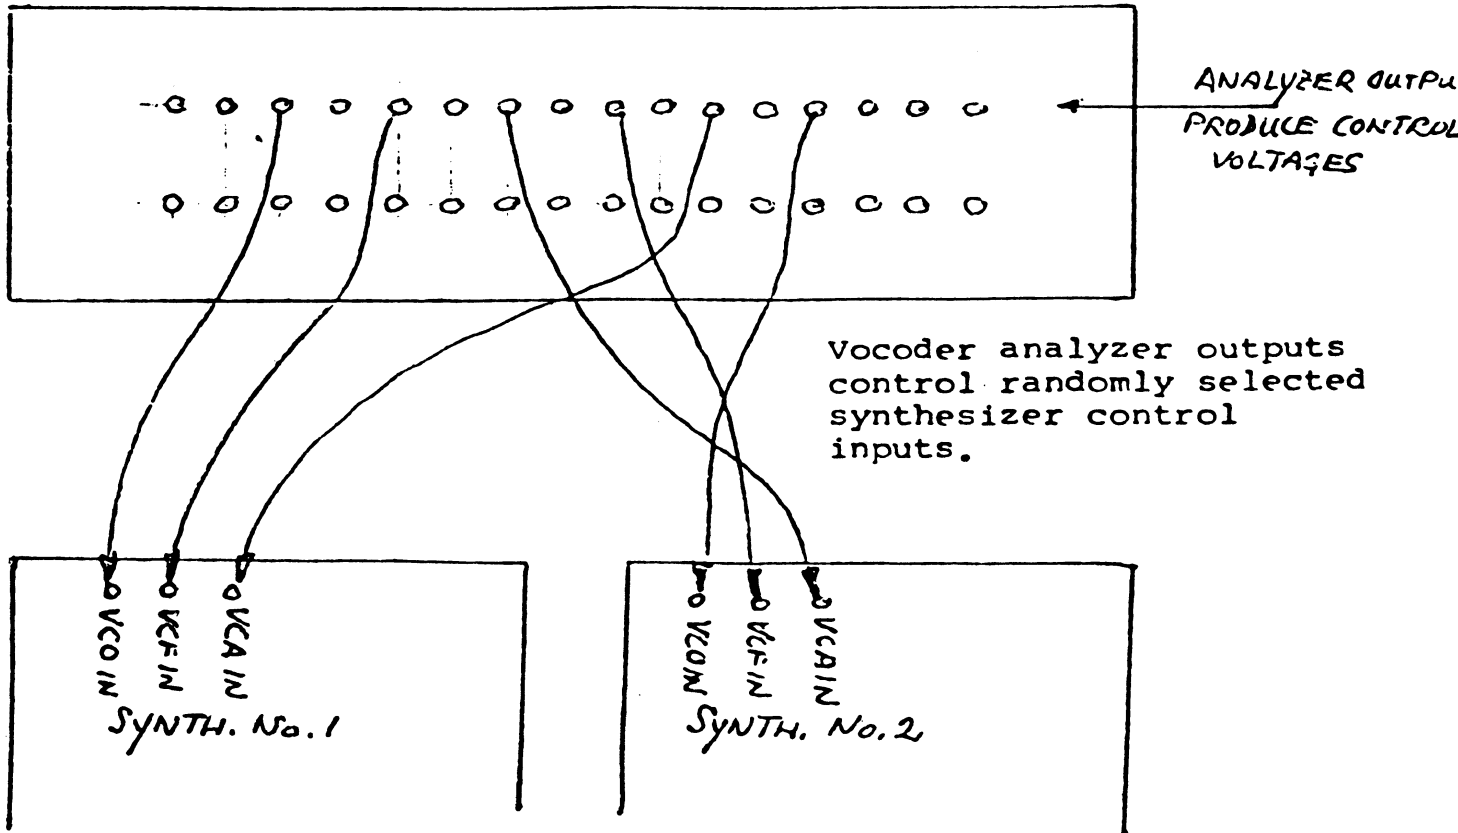 ANALYZER OUTPU
PRODUCE CONTROL
VOLTAGES
Vocoder analyzer outputs
control randomly selected
synthesizer control
inputs.
VCO IN
VCF IN
VCA IN
SYNTH. No. 1
VCO IN
VCF IN
VCA IN
SYNTH. No. 2